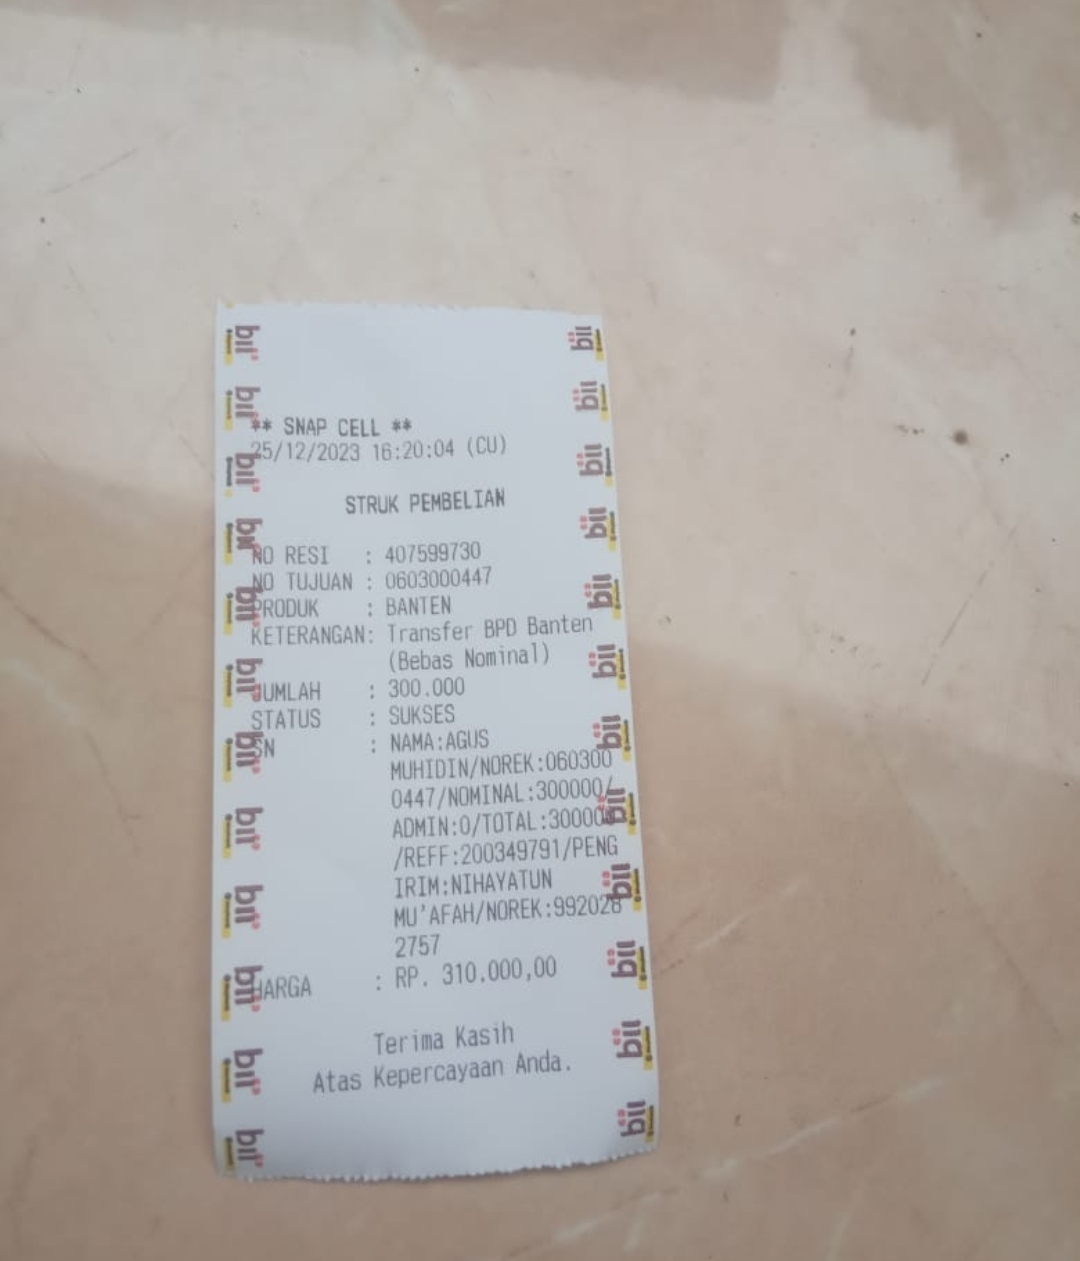 ** SNAP CELL **
25/12/2023 16:20:04 (CU)
STRUK PEMBELIAN
NO RESI : 407599730
NO TUJUAN : 0603000447
PRODUK : BANTEN
KETERANGAN: Transfer BPD Banten
(Bebas Nominal)
JUMLAH : 300.000
STATUS : SUKSES
SN : NAMA:AGUS
MUHIDIN/NOREK:060300
0447/NOMINAL:300000/
ADMIN:0/TOTAL:300000
/REFF:200349791/PENG
IRIM:NIHAYATUN
MU'AFAH/NOREK:992028
2757
HARGA : RP. 310.000,00
Terima Kasih
Atas Kepercayaan Anda.